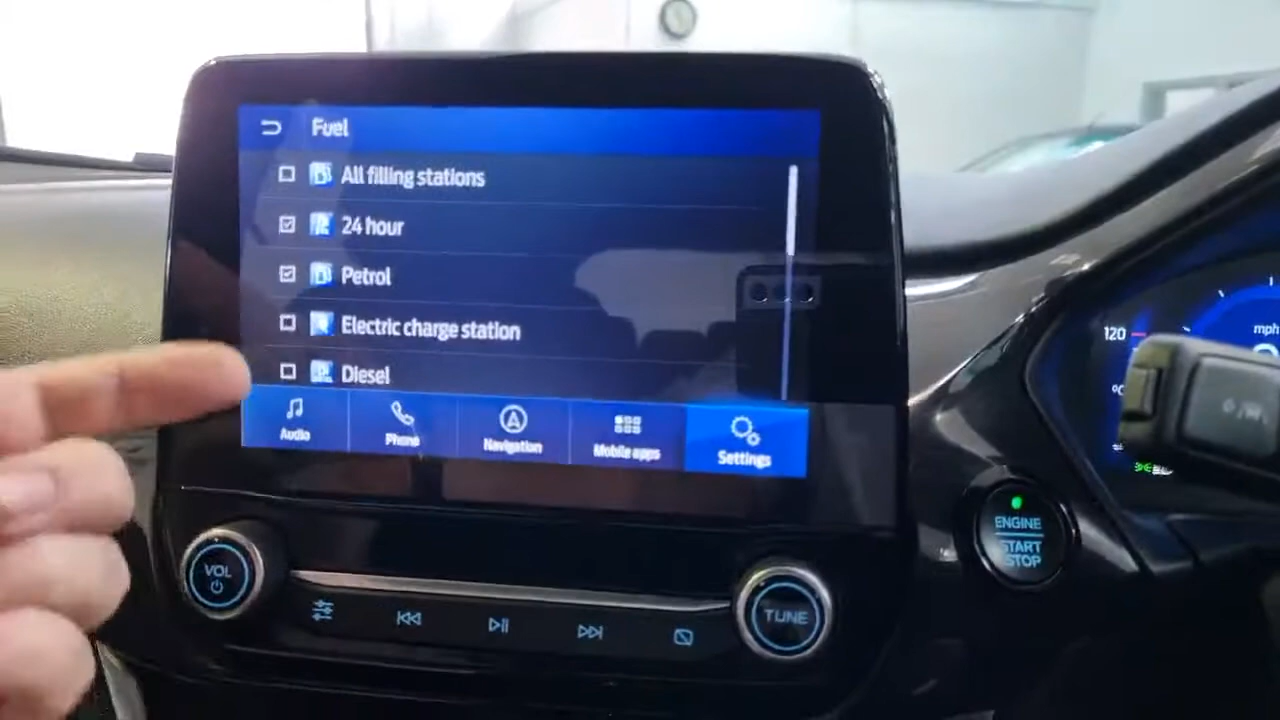 Fuel
All filling stations
24 hour
Petrol
Electric charge station
Diesel
Audio
Phone
Navigation
Mobile apps
Settings
VOL
TUNE
ENGINE
START
STOP
120
mph